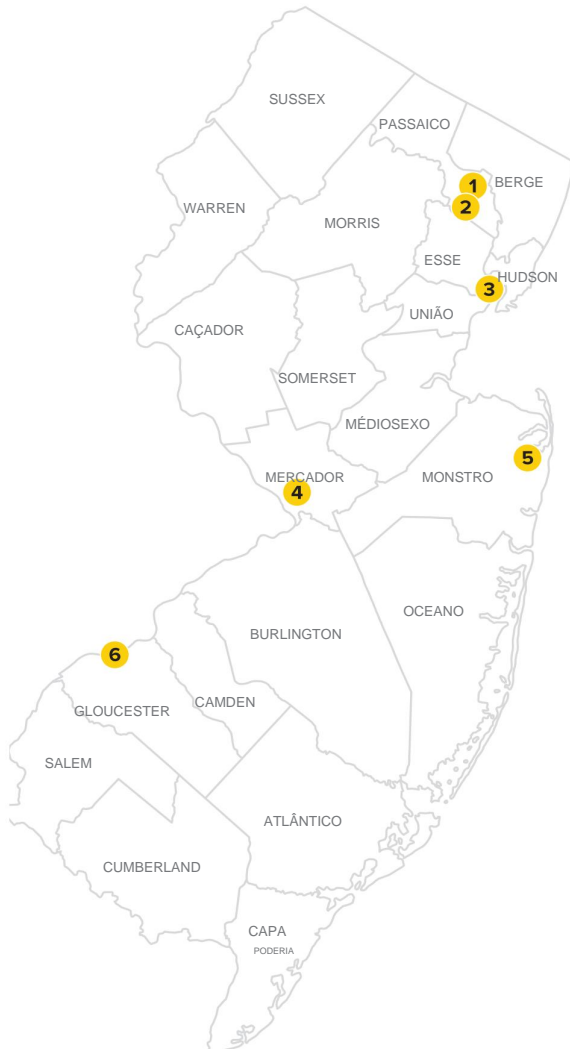 SUSSEX
PASSAICO
1
BERGE
2
WARREN
MORRIS
ESSE
HUDSON
3
UNIÃO
CAÇADOR
SOMERSET
MÉDIOSEXO
5
MERCADOR
MONSTRO
4
OCEANO
BURLINGTON
6
CAMDEN
GLOUCESTER
SALEM
ATLÂNTICO
CUMBERLAND
CAPA
PODERIA